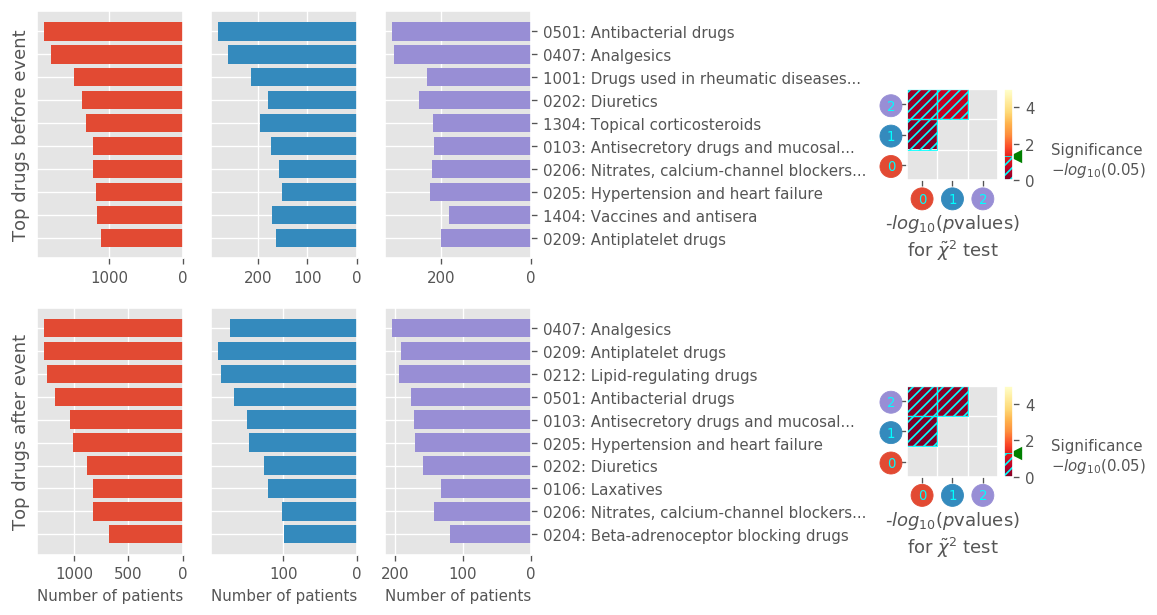 Top drugs before event
0501: Antibacterial drugs
0407: Analgesics
1001: Drugs used in rheumatic diseases...
0202: Diuretics
1304: Topical corticosteroids
0103: Antisecretory drugs and mucosal...
0206: Nitrates, calcium-channel blockers...
0205: Hypertension and heart failure
1404: Vaccines and antisera
0209: Antiplatelet drugs
1000 0
200 100 0
200 0
2
1
0
0 1 2
4
2
0
Significance
−log₁₀(0.05)
-log₁₀(pvalues)
for χ̃² test
Top drugs after event
0407: Analgesics
0209: Antiplatelet drugs
0212: Lipid-regulating drugs
0501: Antibacterial drugs
0103: Antisecretory drugs and mucosal...
0205: Hypertension and heart failure
0202: Diuretics
0106: Laxatives
0206: Nitrates, calcium-channel blockers...
0204: Beta-adrenoceptor blocking drugs
1000 500 0
100 0
200 100 0
Number of patients
Number of patients
Number of patients
2
1
0
0 1 2
4
2
0
Significance
−log₁₀(0.05)
-log₁₀(pvalues)
for χ̃² test